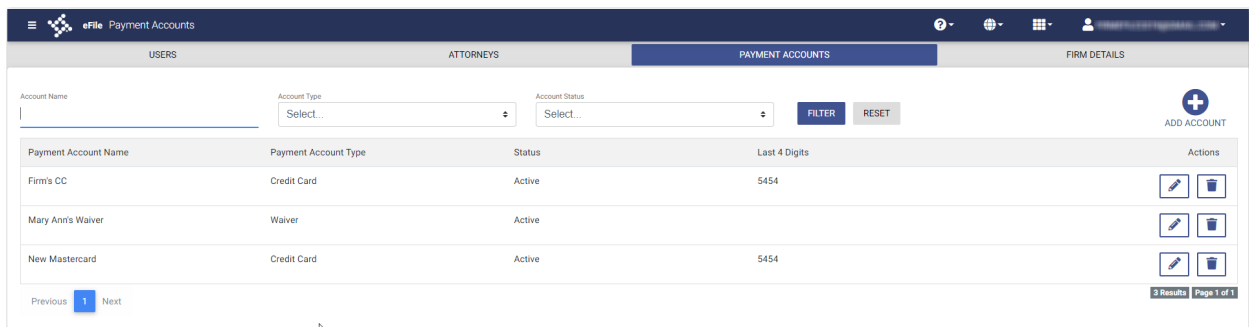 eFile Payment Accounts
USERS ATTORNEYS PAYMENT ACCOUNTS FIRM DETAILS
Account Name Account Type Account Status
Select... Select... FILTER RESET
ADD ACCOUNT
Payment Account Name Payment Account Type Status Last 4 Digits Actions
Firm's CC Credit Card Active 5454
Mary Ann's Waiver Waiver Active
New Mastercard Credit Card Active 5454
Previous 1 Next 3 Results Page 1 of 1